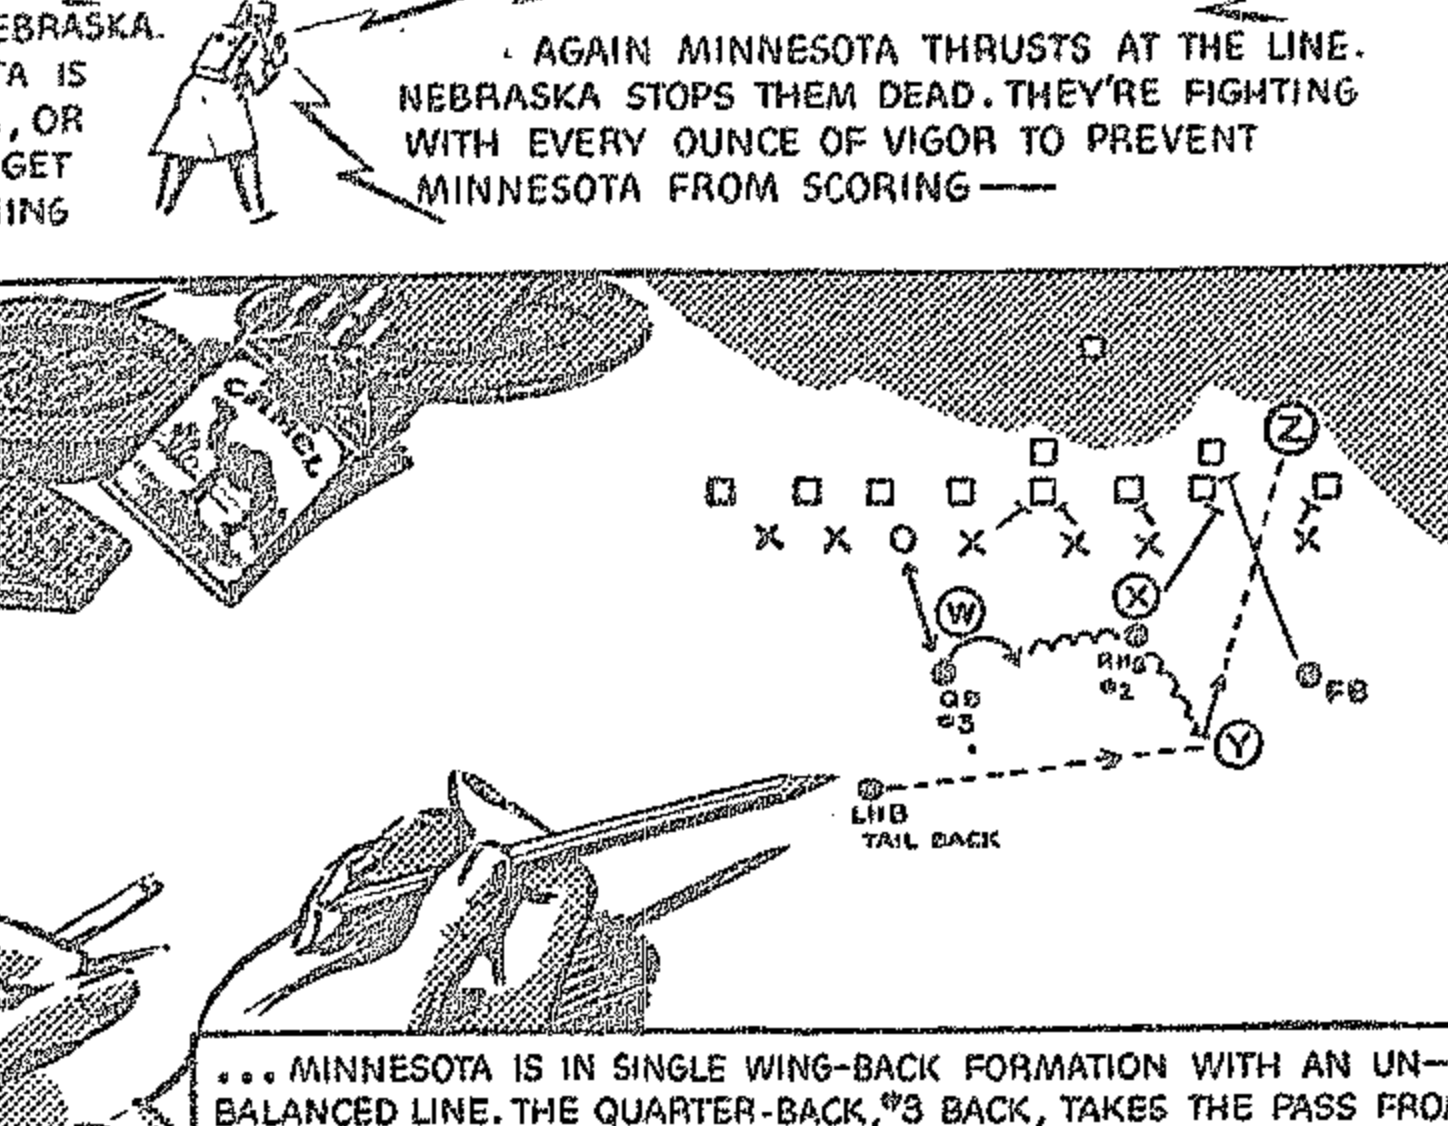 EBRASKA.
TA IS
, OR
GET
ING
AGAIN MINNESOTA THRUSTS AT THE LINE.
NEBRASKA STOPS THEM DEAD. THEY'RE FIGHTING
WITH EVERY OUNCE OF VIGOR TO PREVENT
MINNESOTA FROM SCORING—
CAMEL
Z
X X O X X X X
W
X
QB
#3
RHB
#2
FB
Y
LHB
TAIL BACK
...MINNESOTA IS IN SINGLE WING-BACK FORMATION WITH AN UN-
BALANCED LINE. THE QUARTER-BACK, #3 BACK, TAKES THE PASS FRO